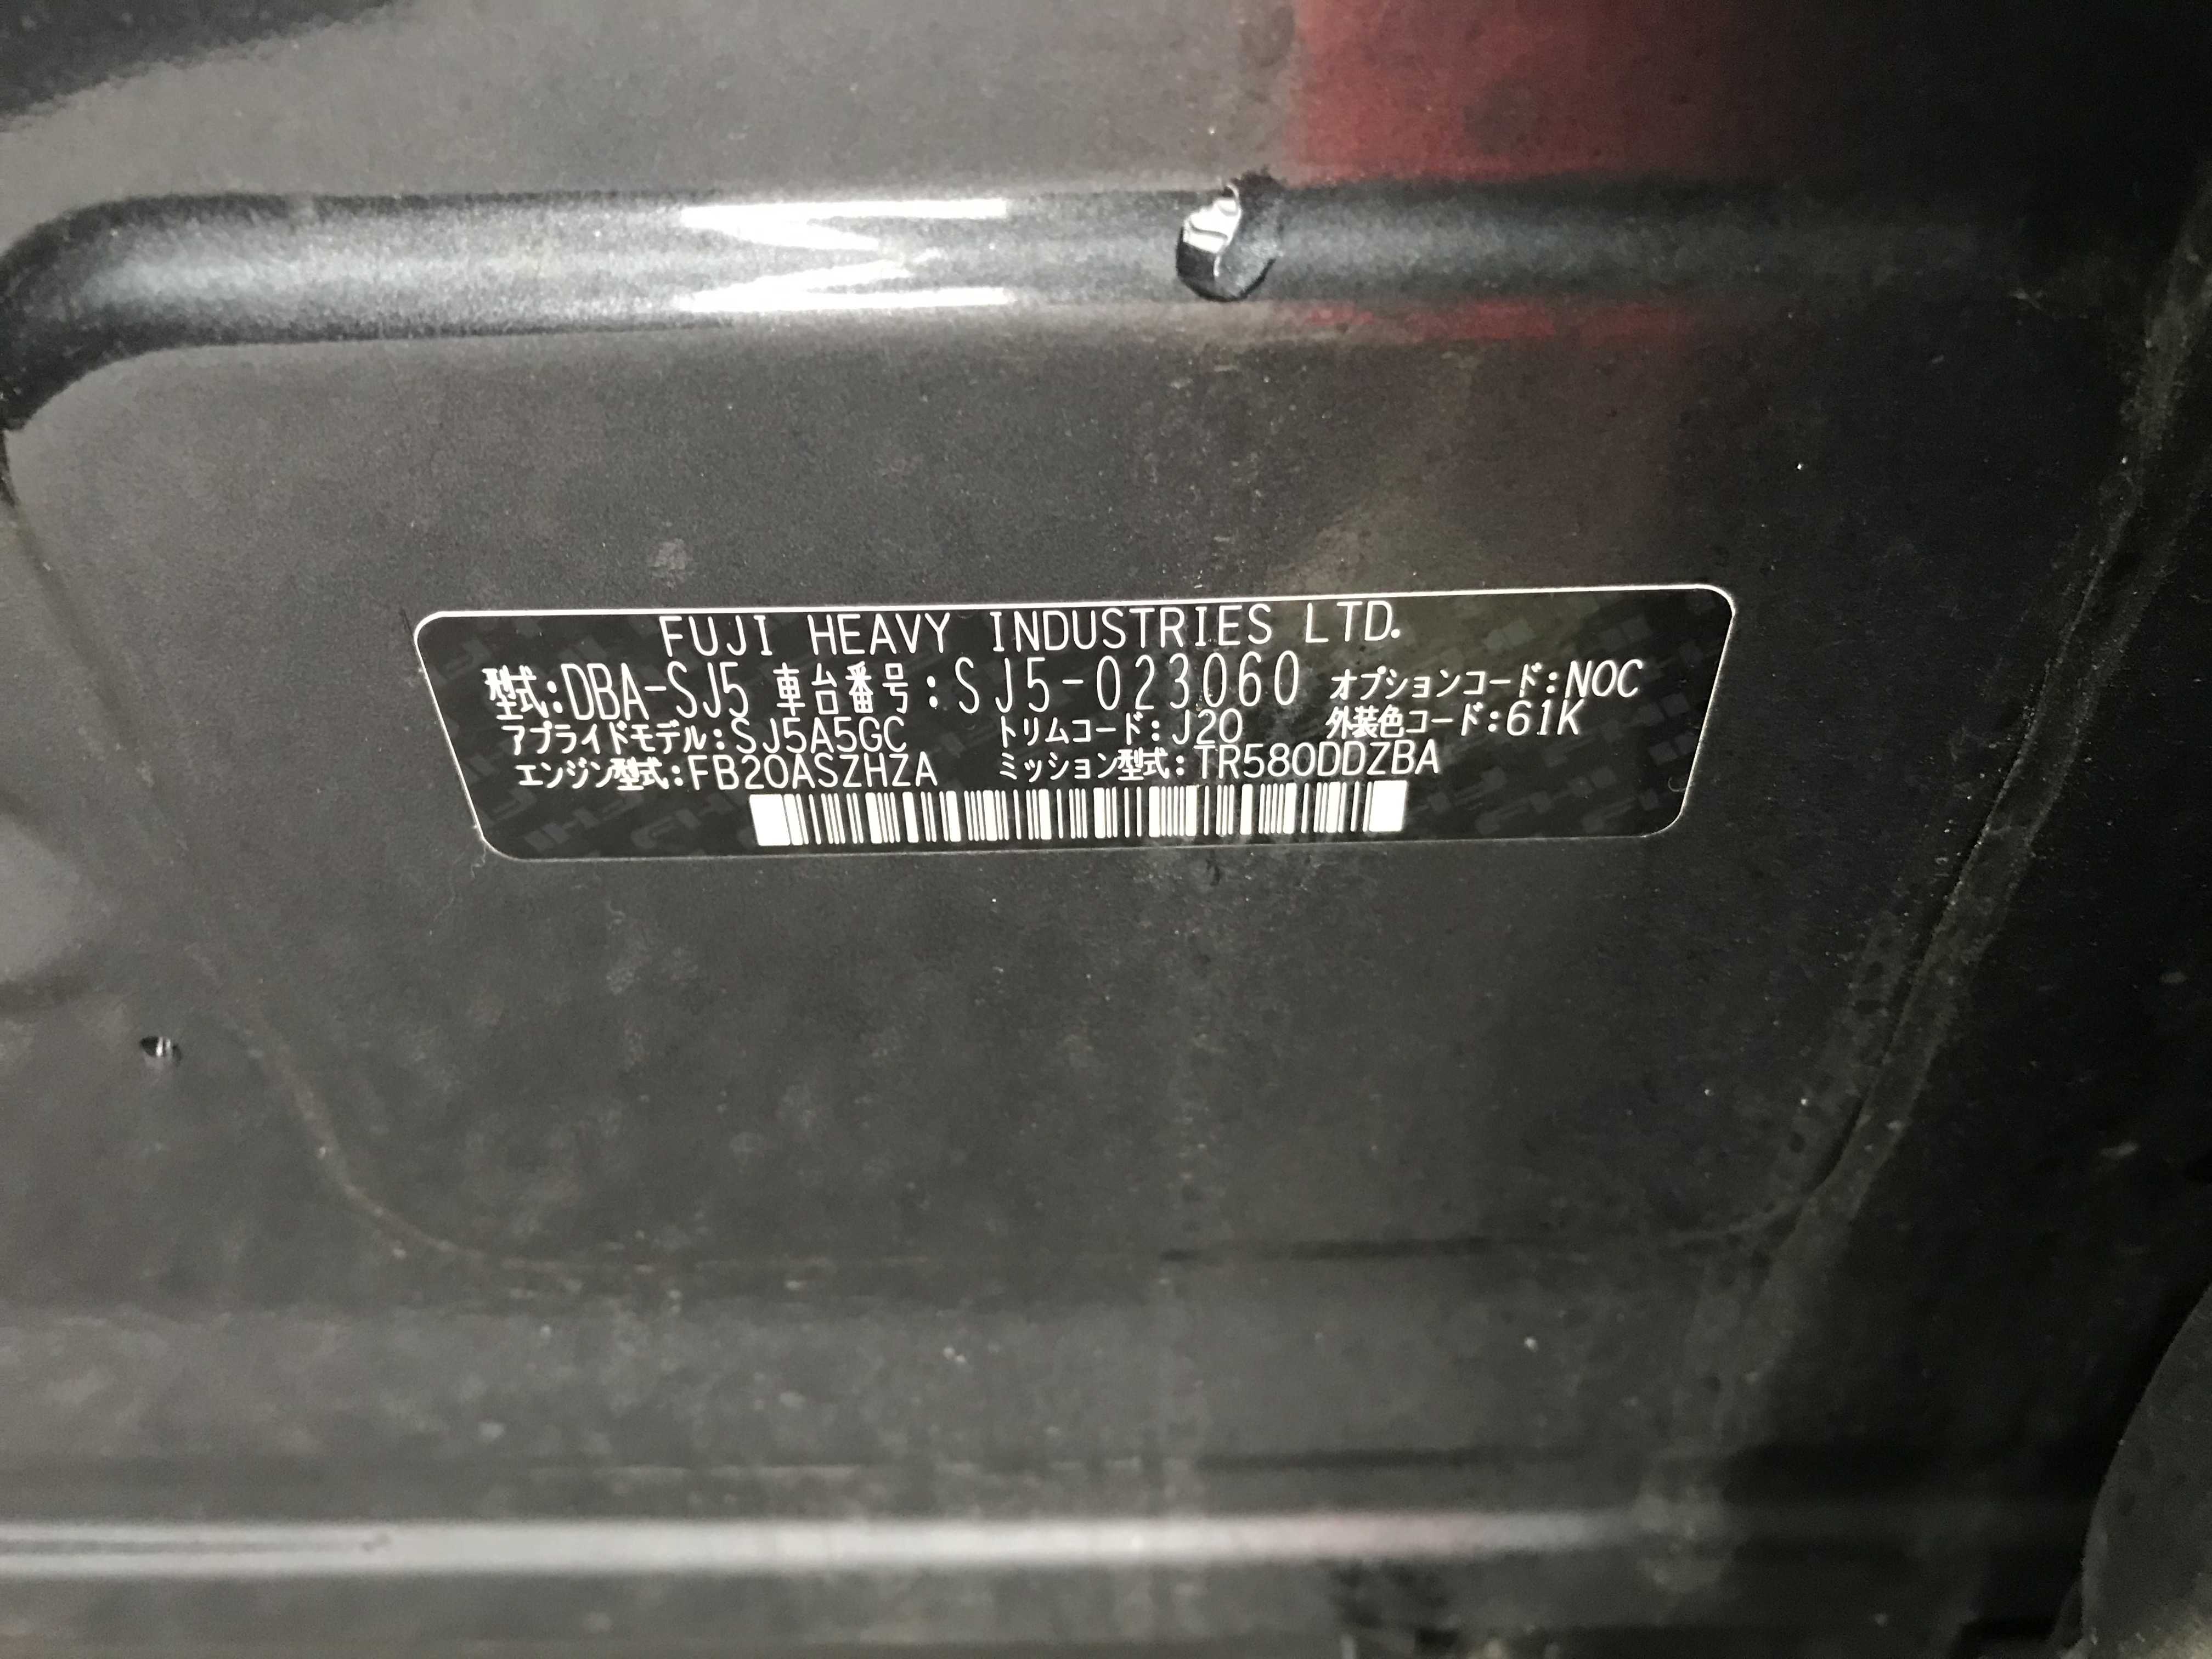 FUJI HEAVY INDUSTRIES LTD.
型式:DBA-SJ5 車台番号:SJ5-023060 オプションコード:NOC
アプライドモデル:SJ5A5GC トリムコード:J20 外装色コード:61K
エンジン型式:FB20ASZHZA ミッション型式:TR580DDZBA